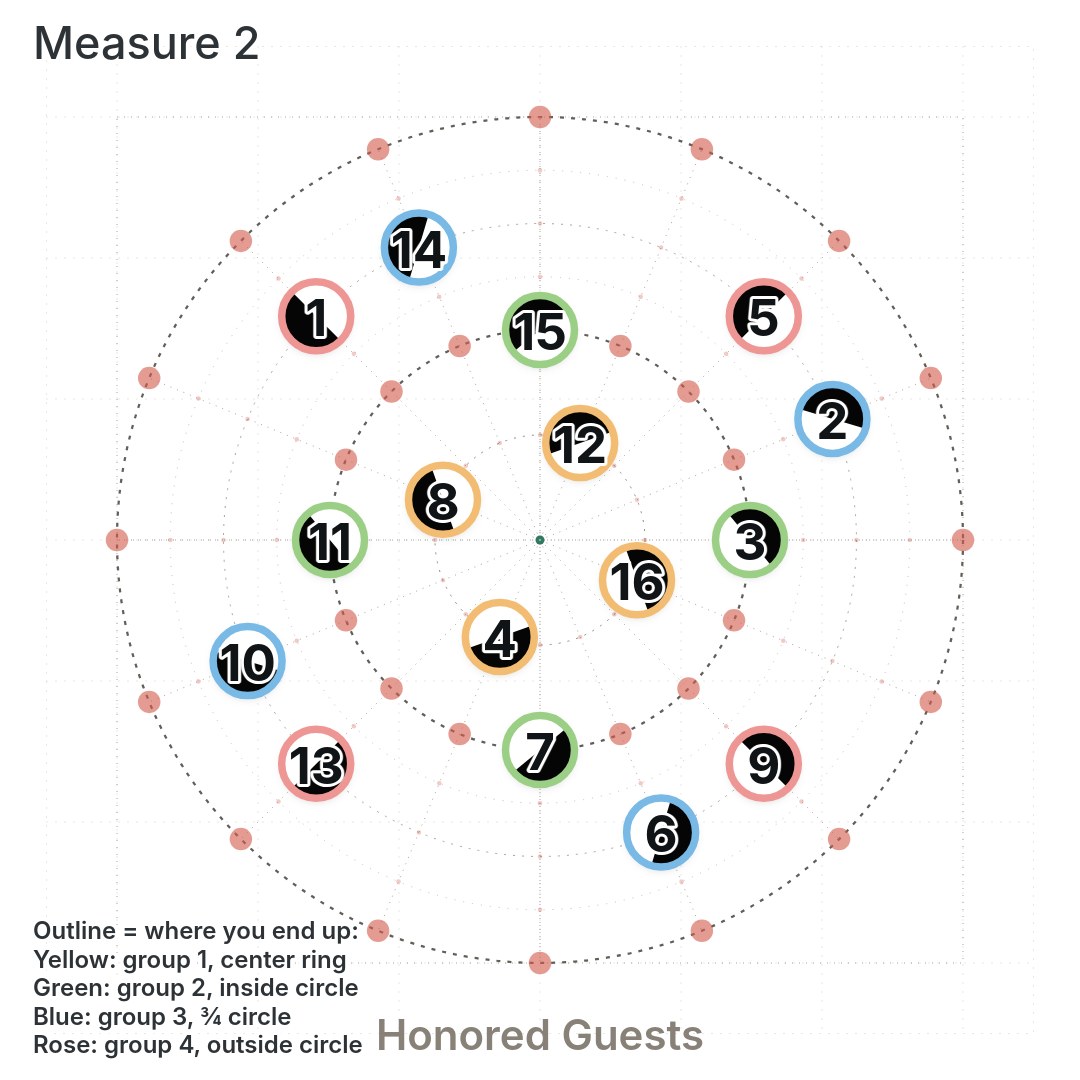 Measure 2
14
1
5
15
2
12
8
11
3
16
4
10
7
13
9
6
Outline = where you end up:
Yellow: group 1, center ring
Green: group 2, inside circle
Blue: group 3, ¾ circle
Rose: group 4, outside circle
Honored Guests